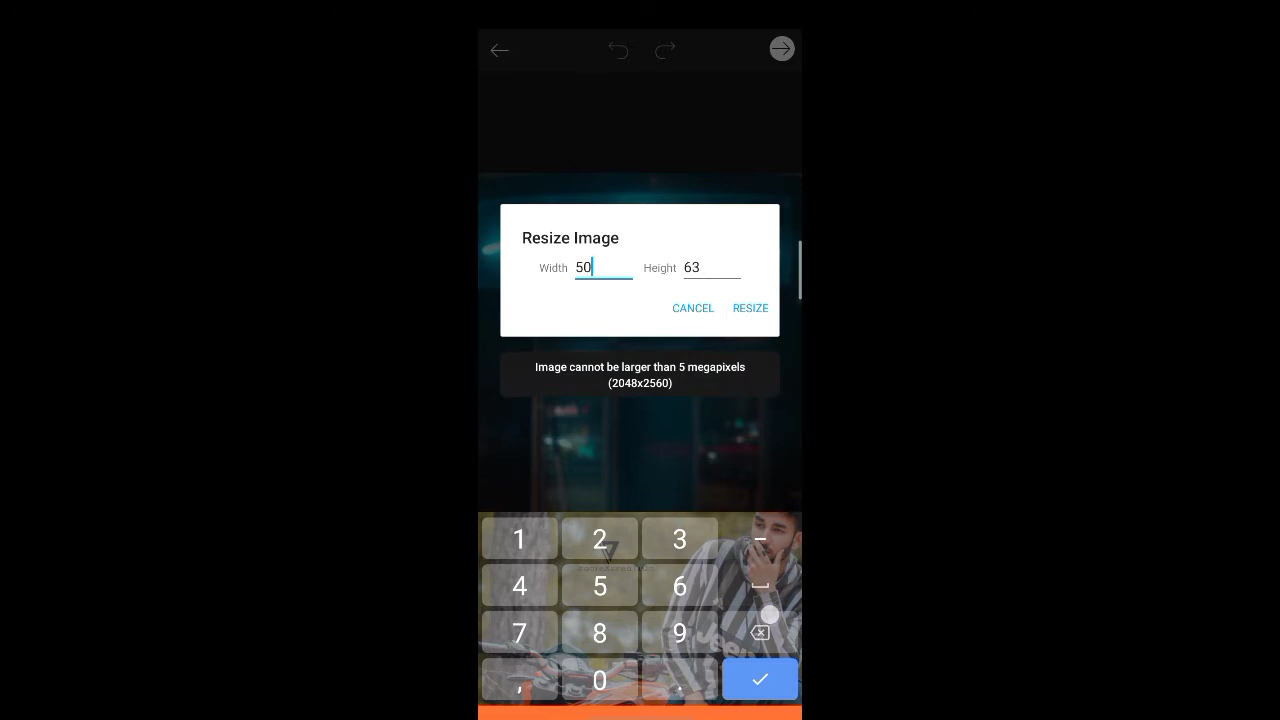 Resize Image
Width 50 Height 63
CANCEL RESIZE
Image cannot be larger than 5 megapixels
(2048x2560)
1 2 3 -
4 5 6
7 8 9
, 0 .